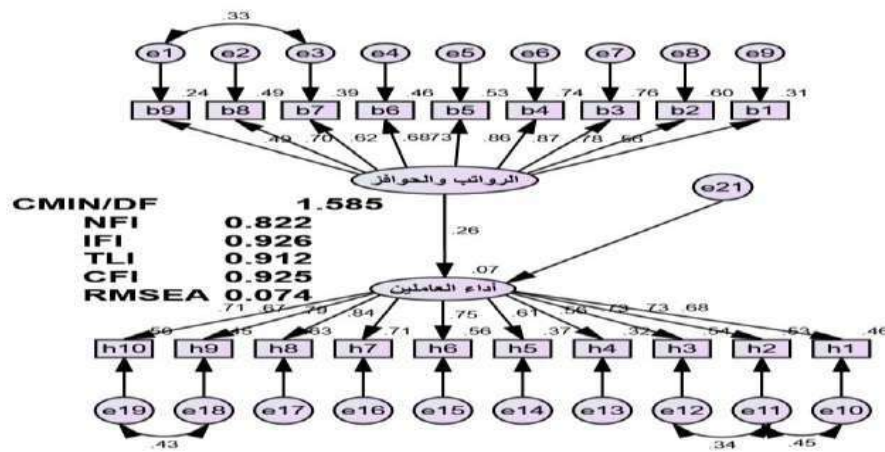 .33
e1 e2 e3 e4 e5 e6 e7 e8 e9
.24 .49 .39 .46 .53 .74 .76 .60 .31
b9 b8 b7 b6 b5 b4 b3 b2 b1
.49 .70 .62 .68 .73 .86 .87 .78 .56
الرواتب والحوافز
e21
CMIN/DF 1.585
NFI 0.822
IFI 0.926
TLI 0.912
CFI 0.925
RMSEA 0.074
.26
.07
أداء العاملين
.71 .67 .79 .84 .75 .61 .56 .73 .73 .68
.50 .45 .63 .71 .56 .37 .32 .54 .53 .46
h10 h9 h8 h7 h6 h5 h4 h3 h2 h1
e19 e18 e17 e16 e15 e14 e13 e12 e11 e10
.43 .34 .45